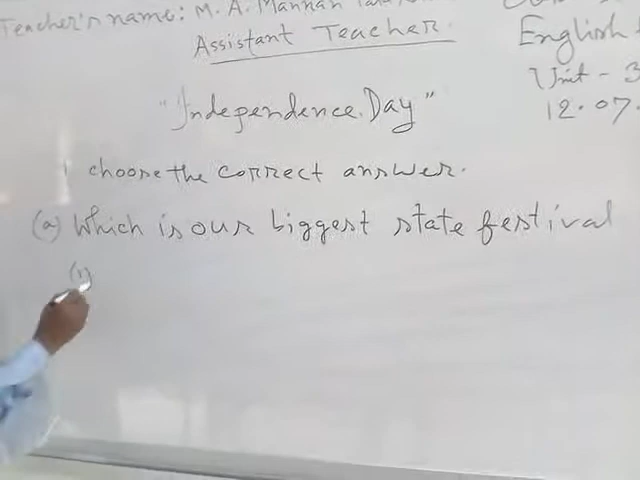 Teacher's name: M. A. Mannan
Assistant Teacher.
English
Unit - 3
12.07.
"Independence Day"
1 choose the correct answer.
(a) Which is our biggest state festival
(i)